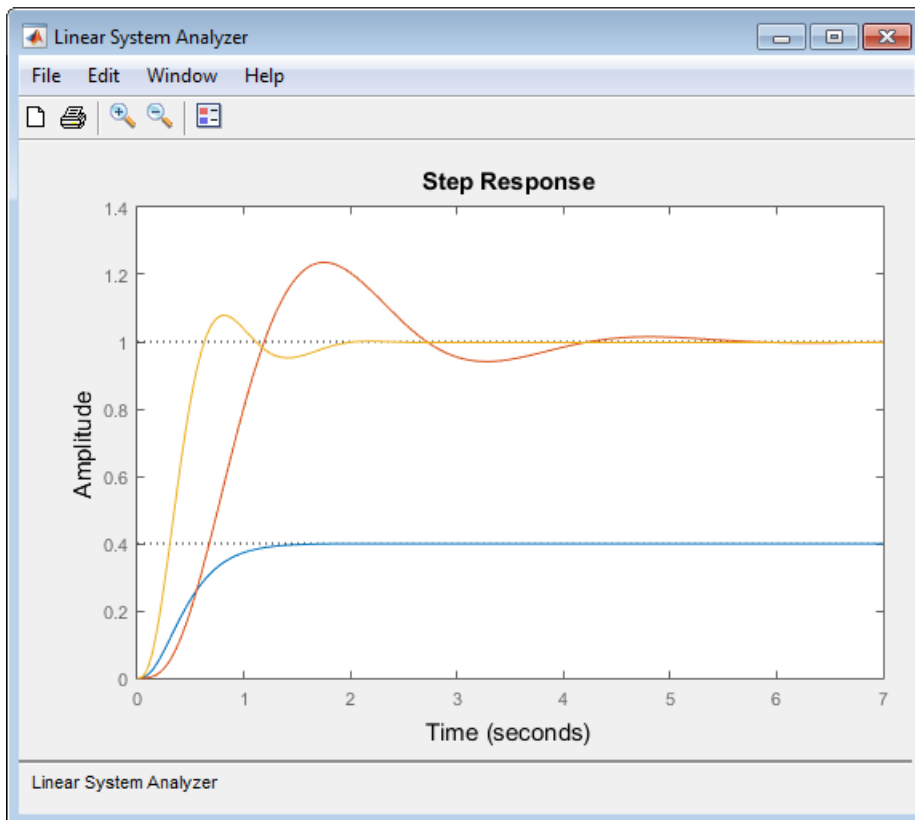 Linear System Analyzer
File Edit Window Help
Step Response
1.4
1.2
1
0.8
0.6
0.4
0.2
0
Amplitude
0 1 2 3 4 5 6 7
Time (seconds)
Linear System Analyzer